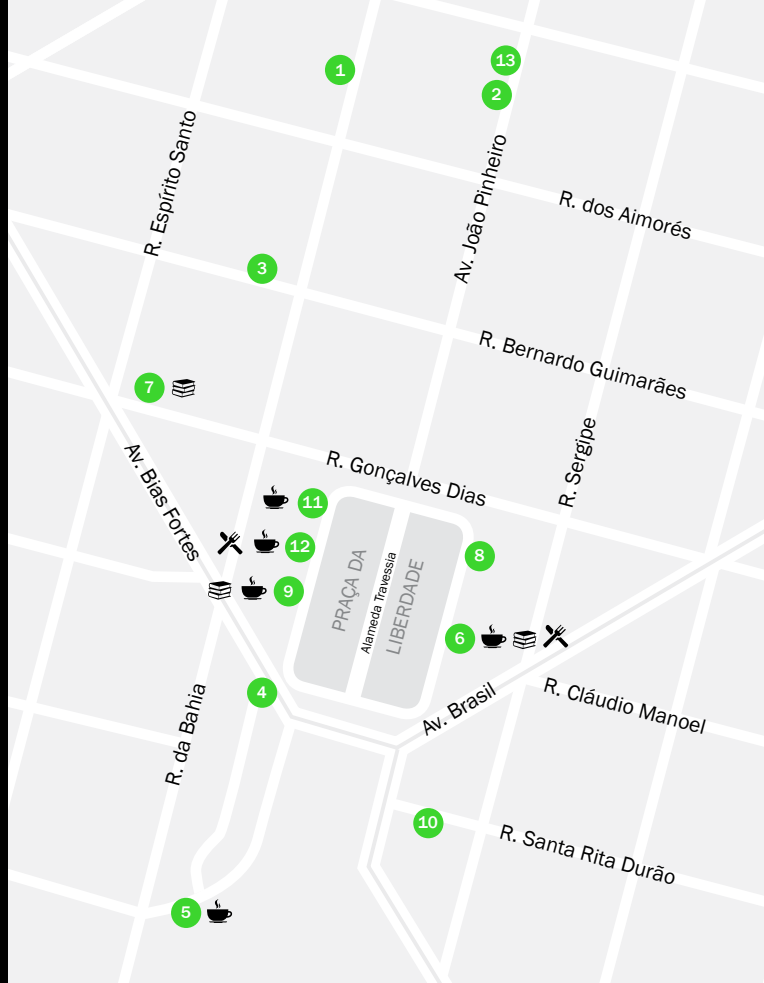 1
13
2
R. Espírito Santo
Av. João Pinheiro
R. dos Aimorés
3
R. Bernardo Guimarães
7
Av. Bias Fortes
R. Gonçalves Dias
R. Sergipe
11
12
8
9
PRAÇA DA
Alameda Travessia
LIBERDADE
6
4
Av. Brasil
R. Cláudio Manoel
R. da Bahia
10
R. Santa Rita Durão
5